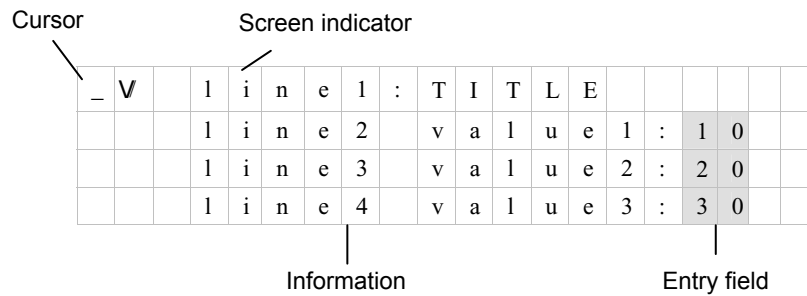 Cursor Screen indicator
_ V line1:TITLE
line2 value1:10
line3 value2:20
line4 value3:30
Information Entry field